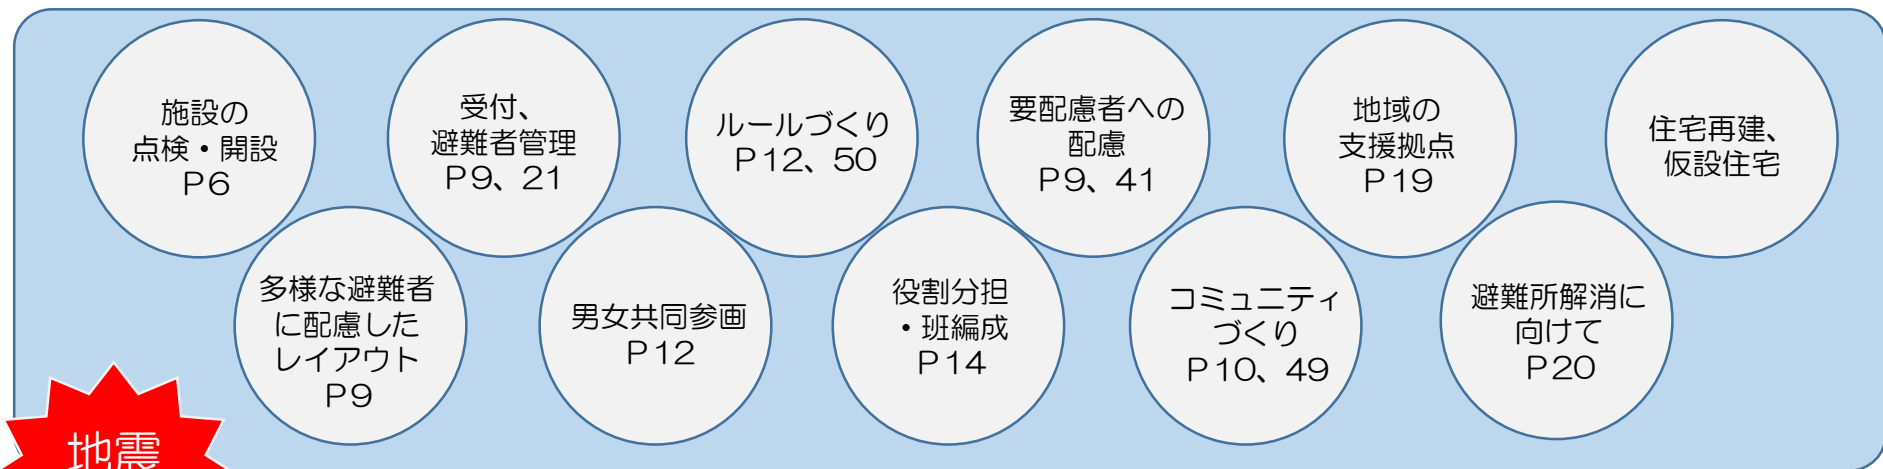 施設の
点検・開設
P6
受付、
避難者管理
P9、21
ルールづくり
P12、50
要配慮者への
配慮
P9、41
地域の
支援拠点
P19
住宅再建、
仮設住宅
多様な避難者
に配慮した
レイアウト
P9
男女共同参画
P12
役割分担
・班編成
P14
コミュニティ
づくり
P10、49
避難所解消に
向けて
P20
地震